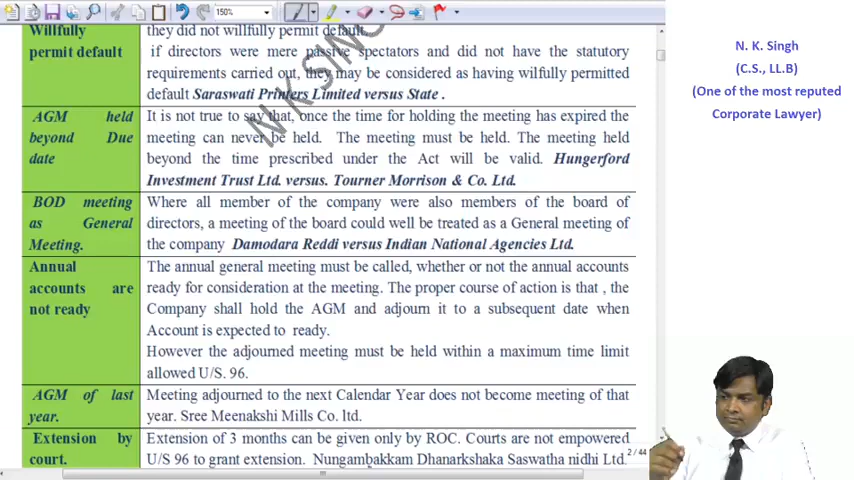 150%
Willfully permit default
they did not willfully permit default.
if directors were mere passive spectators and did not have the statutory
requirements carried out, they may be considered as having wilfully permitted
default Saraswati Printers Limited versus State .
AGM held beyond Due date
It is not true to say that, once the time for holding the meeting has expired the
meeting can never be held. The meeting must be held. The meeting held
beyond the time prescribed under the Act will be valid. Hungerford
Investment Trust Ltd. versus. Tourner Morrison & Co. Ltd.
BOD meeting as General Meeting.
Where all member of the company were also members of the board of
directors, a meeting of the board could well be treated as a General meeting of
the company Damodara Reddi versus Indian National Agencies Ltd.
Annual accounts are not ready
The annual general meeting must be called, whether or not the annual accounts
ready for consideration at the meeting. The proper course of action is that , the
Company shall hold the AGM and adjourn it to a subsequent date when
Account is expected to ready.
However the adjourned meeting must be held within a maximum time limit
allowed U/S. 96.
AGM of last year.
Meeting adjourned to the next Calendar Year does not become meeting of that
year. Sree Meenakshi Mills Co. ltd.
Extension by court.
Extension of 3 months can be given only by ROC. Courts are not empowered
U/S 96 to grant extension. Nungambakkam Dhanarkshaka Saswatha nidhi Ltd.
2 / 44
N K SING
N. K. Singh
(C.S., LL.B)
(One of the most reputed
Corporate Lawyer)